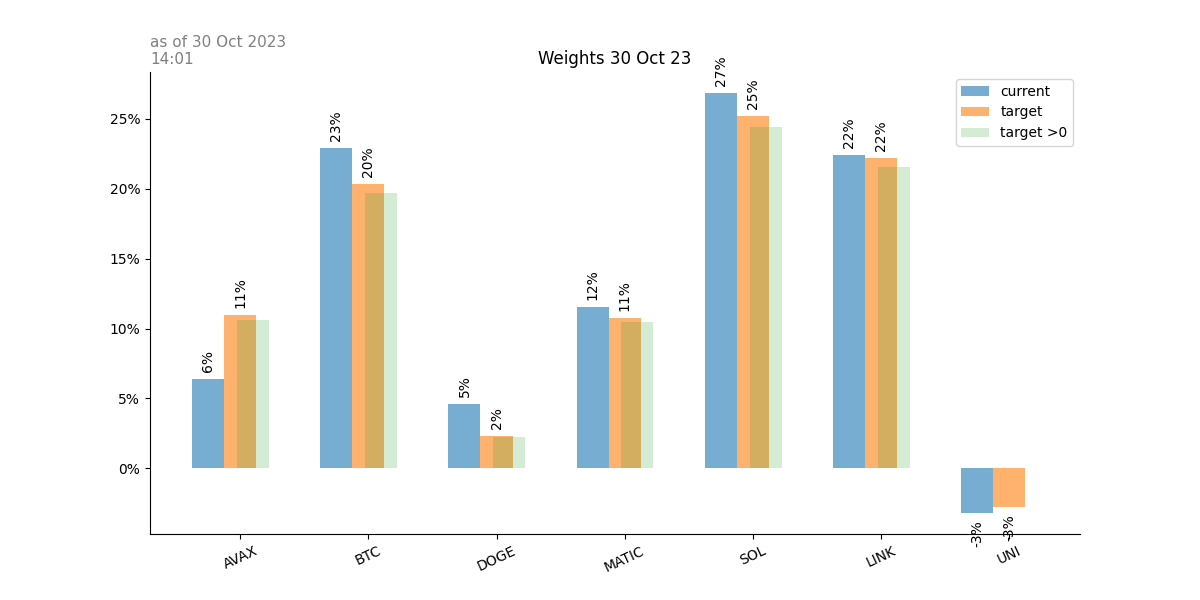 as of 30 Oct 2023
14:01
Weights 30 Oct 23
current
target
target >0
25%
20%
15%
10%
5%
0%
6%
11%
23%
20%
5%
2%
12%
11%
27%
25%
22%
22%
-3%
-3%
AVAX
BTC
DOGE
MATIC
SOL
LINK
UNI